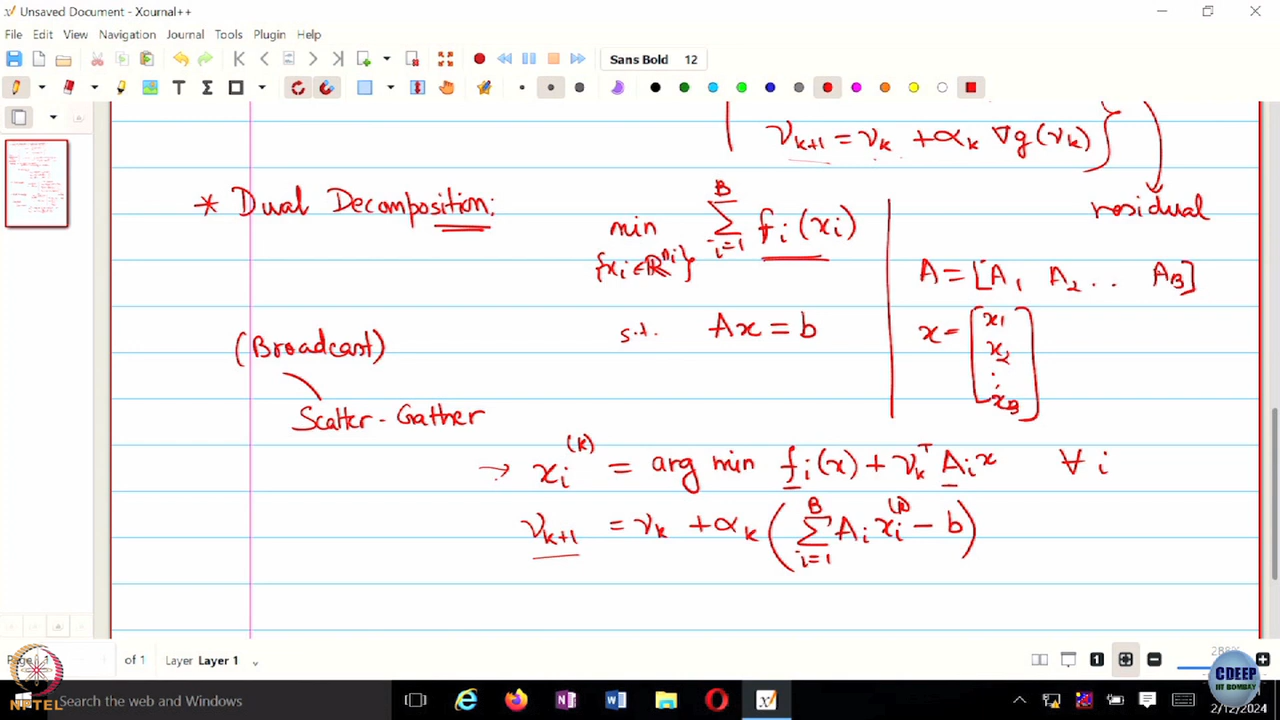 Unsaved Document - Xournal++
File Edit View Navigation Journal Tools Plugin Help
Sans Bold 12
ν_{k+1} = ν_k + α_k ∇g(ν_k)
residual
* Dual Decomposition:
min_{{x_i ∈ ℝ^{n_i}}} Σ_{i=1}^{B} f_i(x_i)
s.t. Ax = b
A = [A_1 A_2 .. A_B]
x = [x_1 x_2 . . x_B]
(Broadcast)
Scatter-Gather
→ x_i^{(k)} = arg min f_i(x) + ν_k^T A_i x ∀ i
ν_{k+1} = ν_k + α_k (Σ_{i=1}^{B} A_i x_i^{(k)} − b)
of 1 Layer Layer 1
Search the web and Windows
NPTEL
CDEEP
IIT BOMBAY
2/12/2024